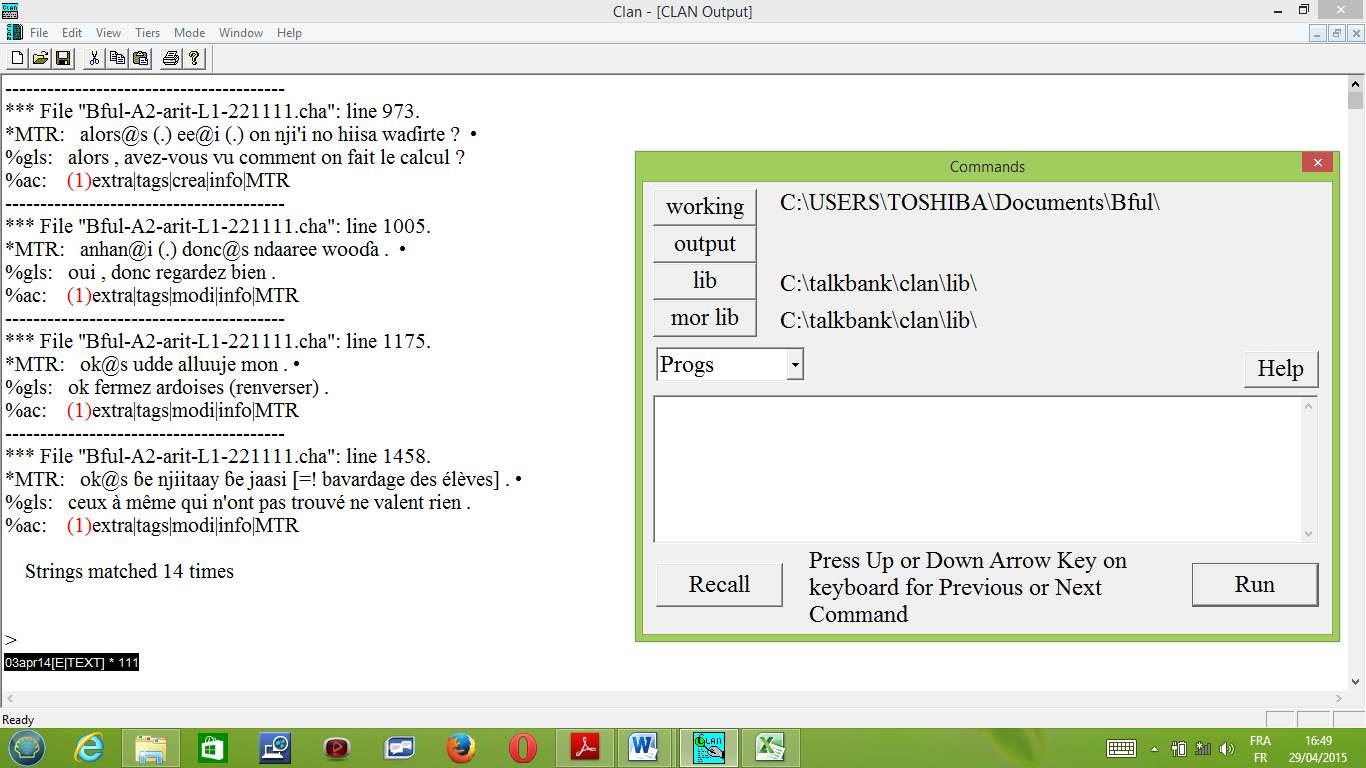 Clan - [CLAN Output]
File Edit View Tiers Mode Window Help
----------------------------------------
*** File "Bful-A2-arit-L1-221111.cha": line 973.
*MTR: alors@s (.) ee@i (.) on nji'i no hiisa waɗirte ? •
%gls: alors , avez-vous vu comment on fait le calcul ?
%ac: (1)extra|tags|crea|info|MTR
----------------------------------------
*** File "Bful-A2-arit-L1-221111.cha": line 1005.
*MTR: anhan@i (.) donc@s ndaaree wooɗa . •
%gls: oui , donc regardez bien .
%ac: (1)extra|tags|modi|info|MTR
----------------------------------------
*** File "Bful-A2-arit-L1-221111.cha": line 1175.
*MTR: ok@s udde alluuje mon . •
%gls: ok fermez ardoises (renverser) .
%ac: (1)extra|tags|modi|info|MTR
----------------------------------------
*** File "Bful-A2-arit-L1-221111.cha": line 1458.
*MTR: ok@s ɓe njiitaay ɓe jaasi [=! bavardage des élèves] . •
%gls: ceux à même qui n'ont pas trouvé ne valent rien .
%ac: (1)extra|tags|modi|info|MTR
Strings matched 14 times
>
03apr14[E|TEXT] * 111
Commands
working C:\USERS\TOSHIBA\Documents\Bful\
output
lib C:\talkbank\clan\lib\
mor lib C:\talkbank\clan\lib\
Progs
Help
Recall
Press Up or Down Arrow Key on
keyboard for Previous or Next
Command
Run
Ready
CLAN
FRA
FR
16:49
29/04/2015